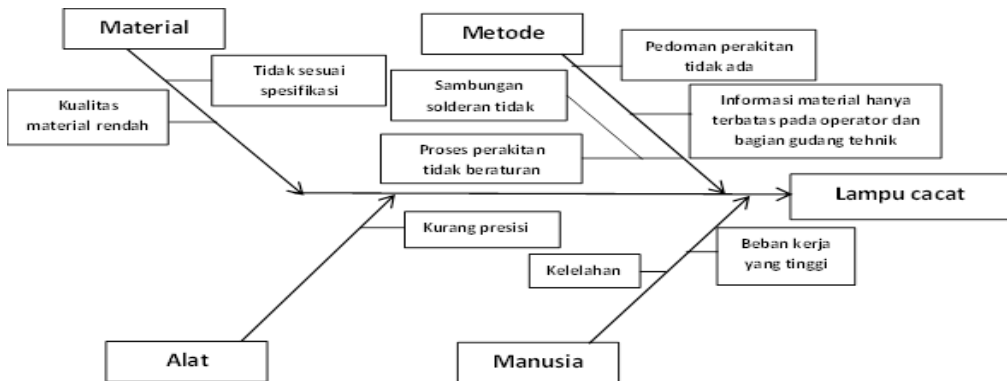 Material
Metode
Pedoman perakitan
tidak ada
Tidak sesuai
spesifikasi
Sambungan
solderan tidak
Kualitas
material rendah
Informasi material hanya
terbatas pada operator dan
bagian gudang tehnik
Proses perakitan
tidak beraturan
Lampu cacat
Kurang presisi
Beban kerja
yang tinggi
Kelelahan
Alat
Manusia